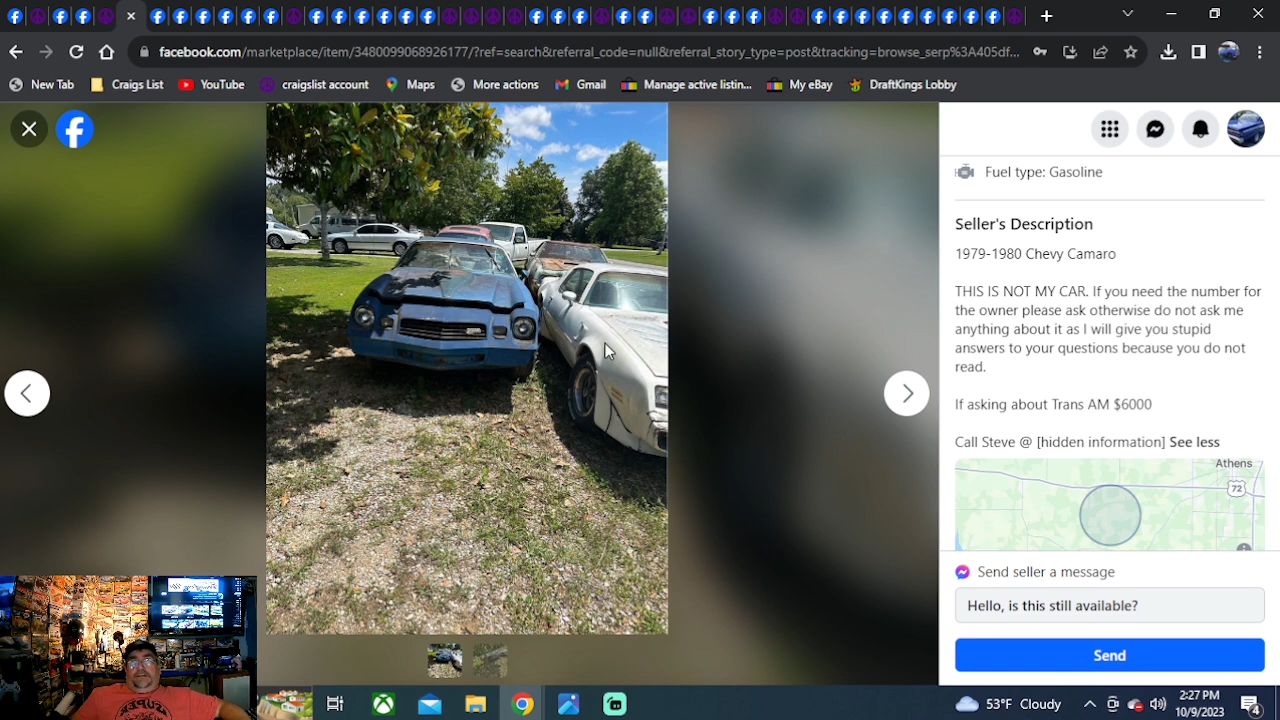 facebook.com/marketplace/item/3480099068926177/?ref=search&referral_code=null&referral_story_type=post&tracking=browse_serp%3A405df...
New Tab Craigs List YouTube craigslist account Maps More actions Gmail Manage active listin... My eBay DraftKings Lobby
Fuel type: Gasoline
Seller's Description
1979-1980 Chevy Camaro
THIS IS NOT MY CAR. If you need the number for
the owner please ask otherwise do not ask me
anything about it as I will give you stupid
answers to your questions because you do not
read.
If asking about Trans AM $6000
Call Steve @ [hidden information] See less
Athens
72
Send seller a message
Hello, is this still available?
Send
53°F Cloudy
2:27 PM
10/9/2023
4